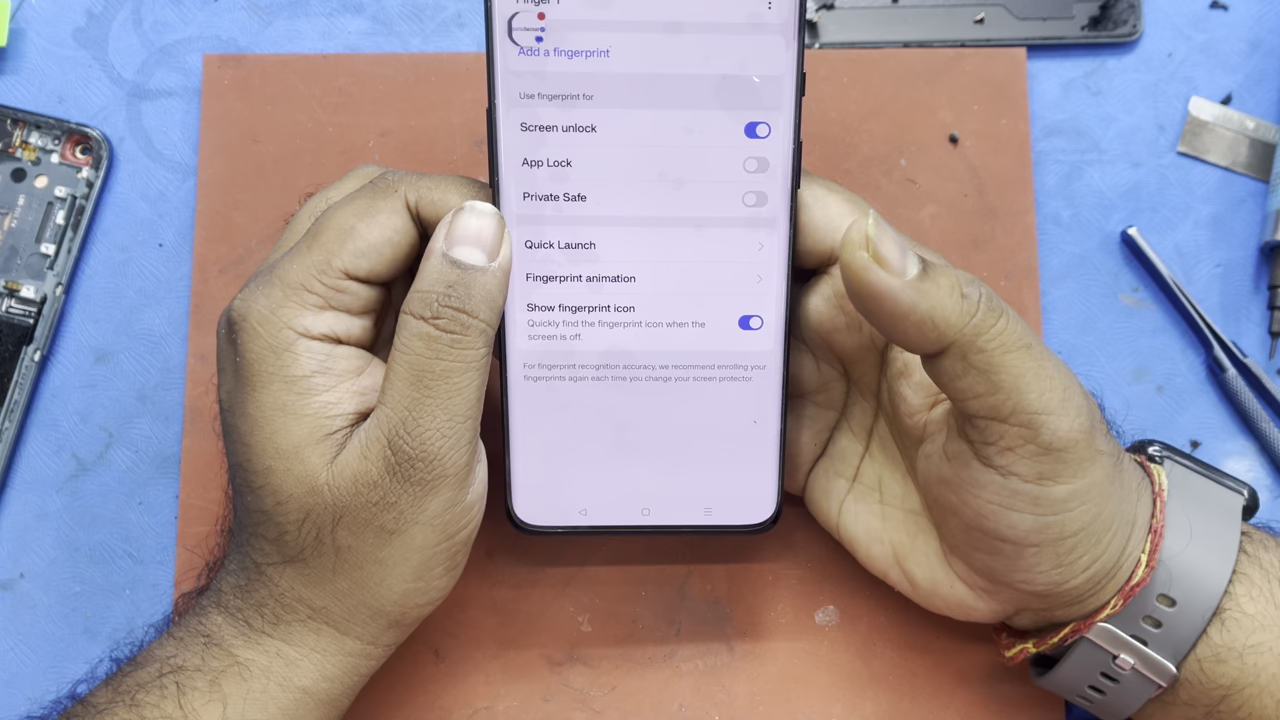 Finger 1
Add a fingerprint
Use fingerprint for
Screen unlock
App Lock
Private Safe
Quick Launch
Fingerprint animation
Show fingerprint icon
Quickly find the fingerprint icon when the
screen is off.
For fingerprint recognition accuracy, we recommend enrolling your
fingerprints again each time you change your screen protector.